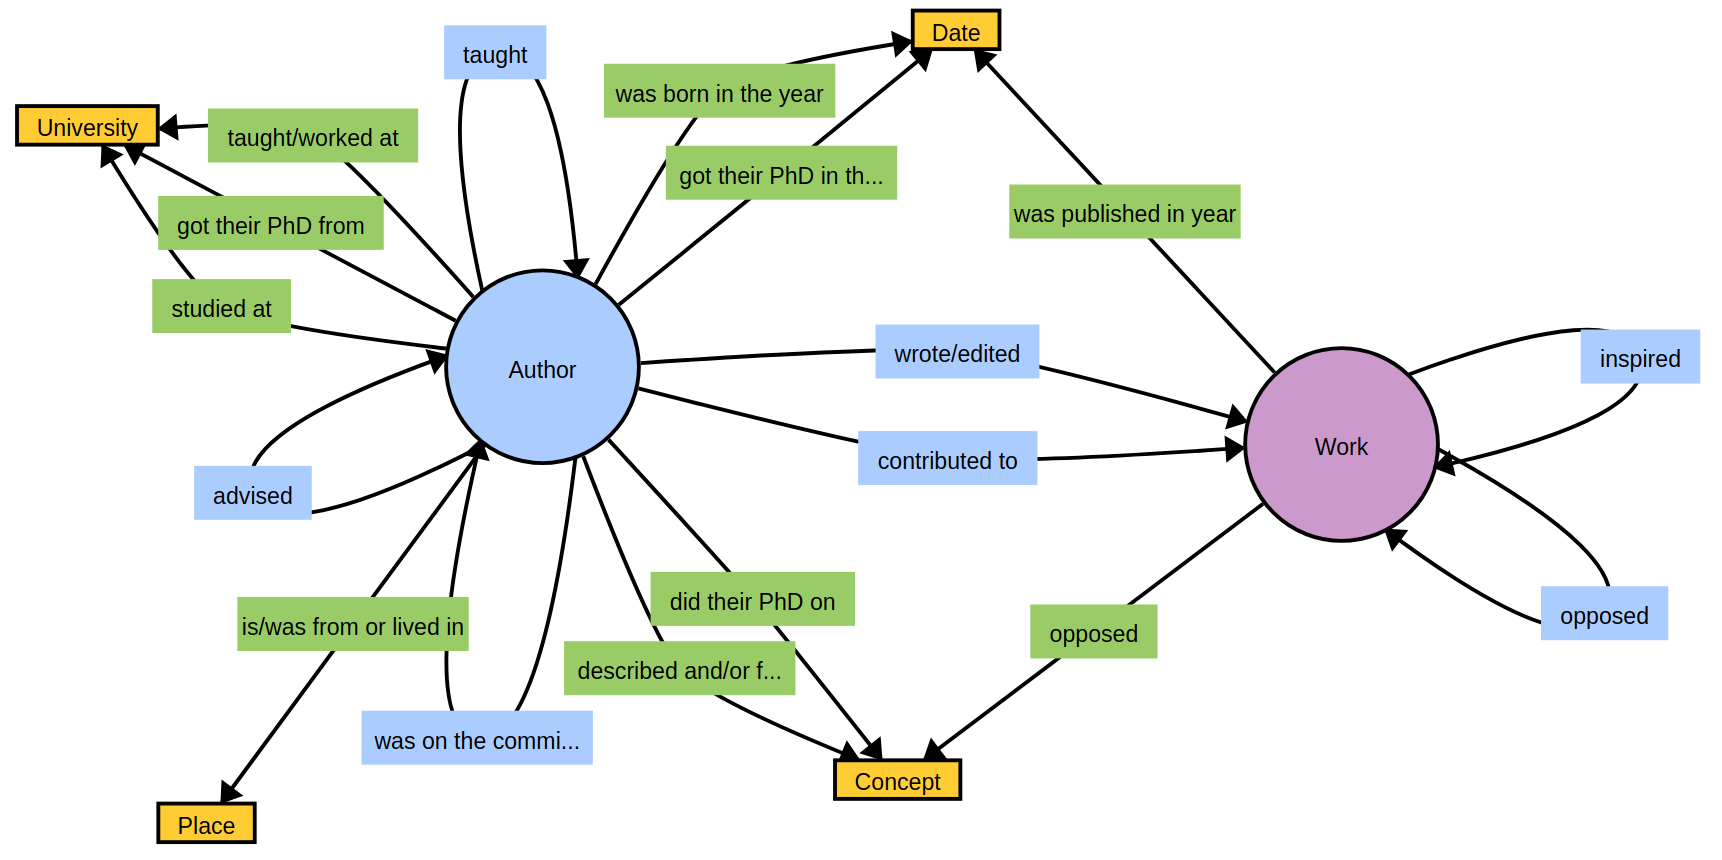 Date
taught
was born in the year
University
taught/worked at
got their PhD in th...
was published in year
got their PhD from
studied at
wrote/edited
inspired
Author
Work
contributed to
advised
did their PhD on
opposed
is/was from or lived in
opposed
described and/or f...
was on the commi...
Concept
Place